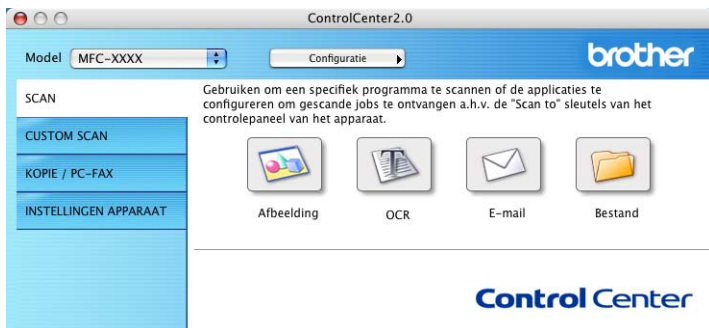 ControlCenter2.0
Model MFC-XXXX Configuratie brother
SCAN
CUSTOM SCAN
KOPIE / PC-FAX
INSTELLINGEN APPARAAT
Gebruiken om een specifiek programma te scannen of de applicaties te
configureren om gescande jobs te ontvangen a.h.v. de "Scan to" sleutels van het
controlepaneel van het apparaat.
Afbeelding OCR E-mail Bestand
Control Center